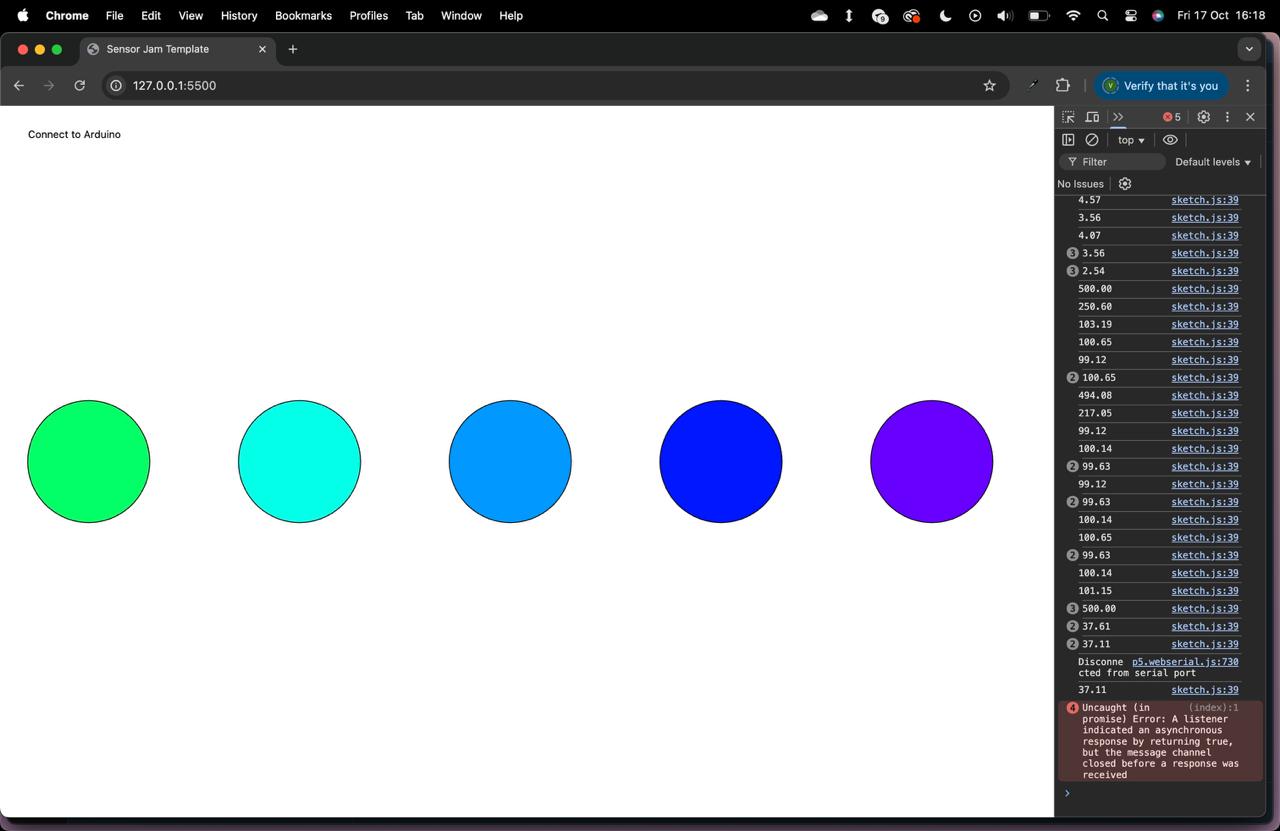 Chrome File Edit View History Bookmarks Profiles Tab Window Help 9 Fri 17 Oct 16:18
Sensor Jam Template
127.0.0.1:5500 V Verify that it's you
Connect to Arduino
5
top
Filter Default levels
No Issues
4.57 sketch.js:39
3.56 sketch.js:39
4.07 sketch.js:39
3 3.56 sketch.js:39
3 2.54 sketch.js:39
500.00 sketch.js:39
250.60 sketch.js:39
103.19 sketch.js:39
100.65 sketch.js:39
99.12 sketch.js:39
2 100.65 sketch.js:39
494.08 sketch.js:39
217.05 sketch.js:39
99.12 sketch.js:39
100.14 sketch.js:39
2 99.63 sketch.js:39
99.12 sketch.js:39
2 99.63 sketch.js:39
100.14 sketch.js:39
100.65 sketch.js:39
2 99.63 sketch.js:39
100.14 sketch.js:39
101.15 sketch.js:39
3 500.00 sketch.js:39
2 37.61 sketch.js:39
2 37.11 sketch.js:39
Disconne p5.webserial.js:730
cted from serial port
37.11 sketch.js:39
4 Uncaught (in (index):1
promise) Error: A listener
indicated an asynchronous
response by returning true,
but the message channel
closed before a response was
received